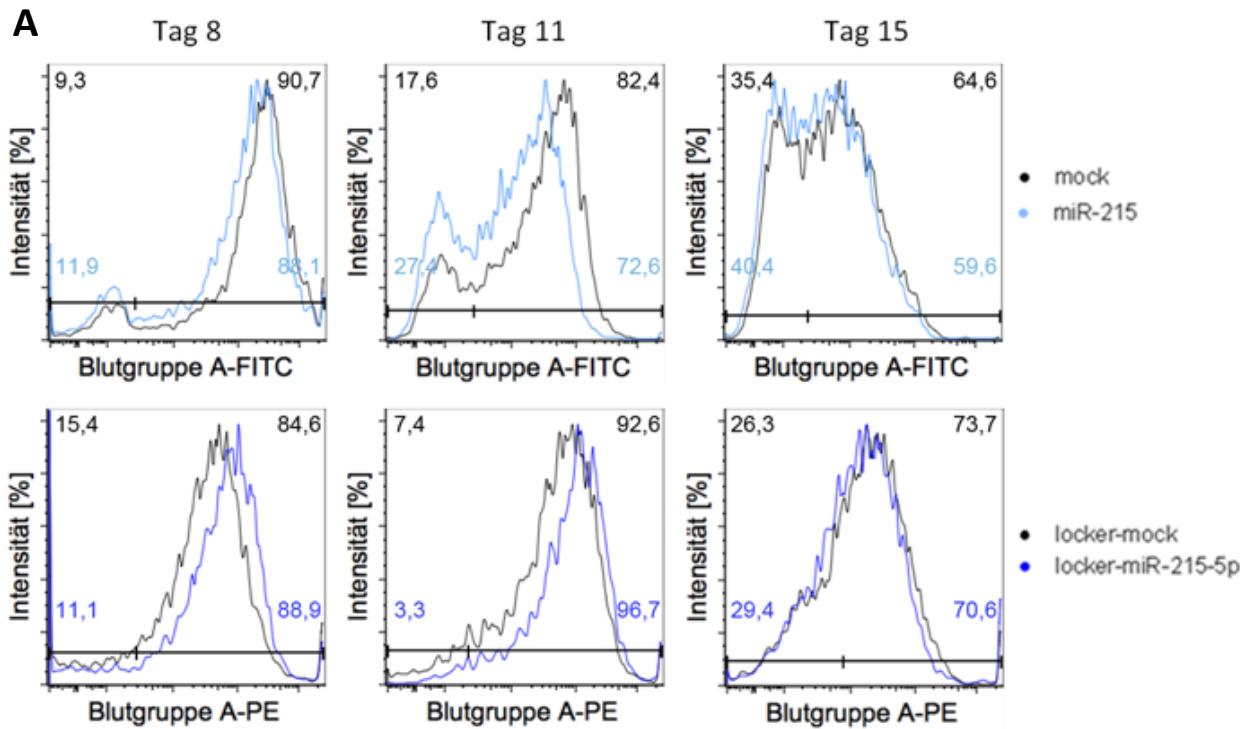 A
Tag 8 Tag 11 Tag 15
Intensität [%]
9,3 90,7
11,9 88,1
Blutgruppe A-FITC
Intensität [%]
17,6 82,4
27,4 72,6
Blutgruppe A-FITC
Intensität [%]
35,4 64,6
40,4 59,6
Blutgruppe A-FITC
mock
miR-215
Intensität [%]
15,4 84,6
11,1 88,9
Blutgruppe A-PE
Intensität [%]
7,4 92,6
3,3 96,7
Blutgruppe A-PE
Intensität [%]
26,3 73,7
29,4 70,6
Blutgruppe A-PE
locker-mock
locker-miR-215-5p